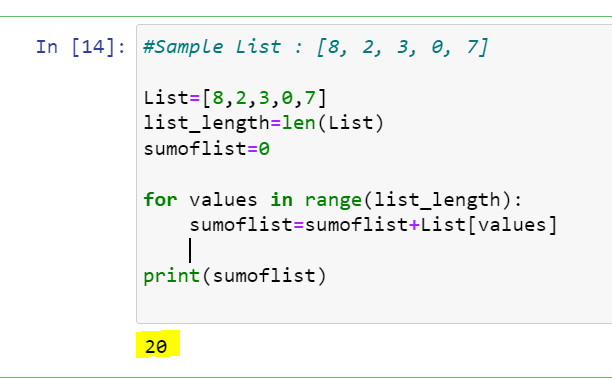 In [14]: #Sample List : [8, 2, 3, 0, 7]
List=[8,2,3,0,7]
list_length=len(List)
sumoflist=0
for values in range(list_length):
    sumoflist=sumoflist+List[values]
print(sumoflist)
20